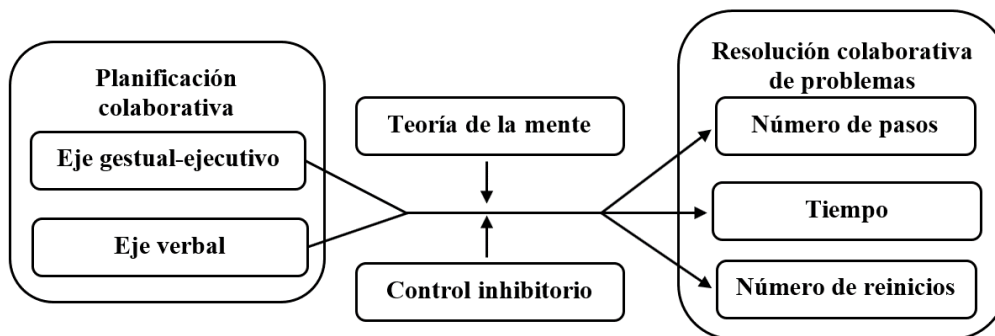 Planificación
colaborativa
Eje gestual-ejecutivo
Eje verbal
Teoría de la mente
Control inhibitorio
Resolución colaborativa
de problemas
Número de pasos
Tiempo
Número de reinicios